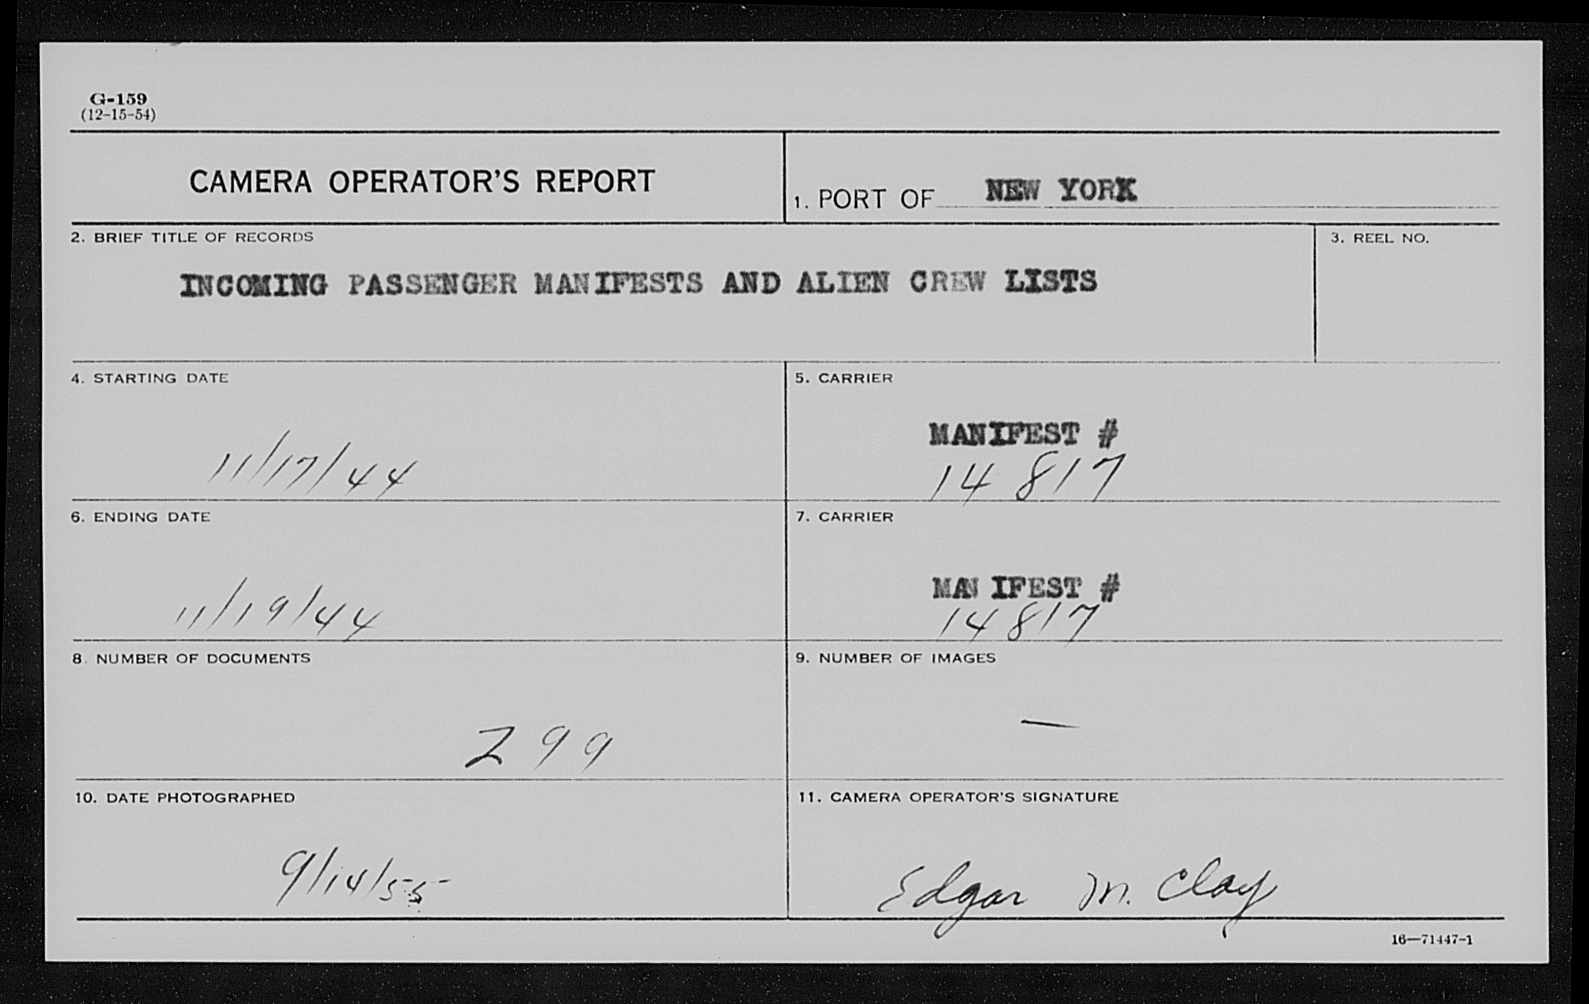 G-159
(12-15-54)
CAMERA OPERATOR'S REPORT
1. PORT OF NEW YORK
2. BRIEF TITLE OF RECORDS
INCOMING PASSENGER MANIFESTS AND ALIEN CREW LISTS
3. REEL NO.
4. STARTING DATE
11/17/44
5. CARRIER
MANIFEST #
14817
6. ENDING DATE
11/19/44
7. CARRIER
MANIFEST #
14817
8. NUMBER OF DOCUMENTS
299
9. NUMBER OF IMAGES
—
10. DATE PHOTOGRAPHED
9/14/55
11. CAMERA OPERATOR'S SIGNATURE
Edgar M. Clay
16—71447-1